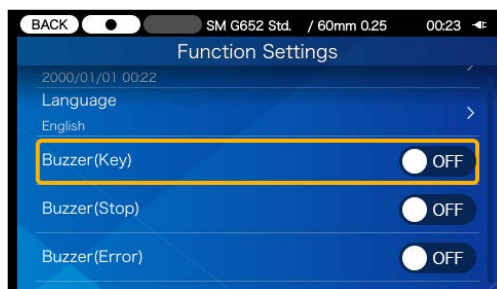 BACK SM G652 Std. / 60mm 0.25 00:23
Function Settings
2000/01/01 00:22
Language
English
Buzzer(Key) OFF
Buzzer(Stop) OFF
Buzzer(Error) OFF